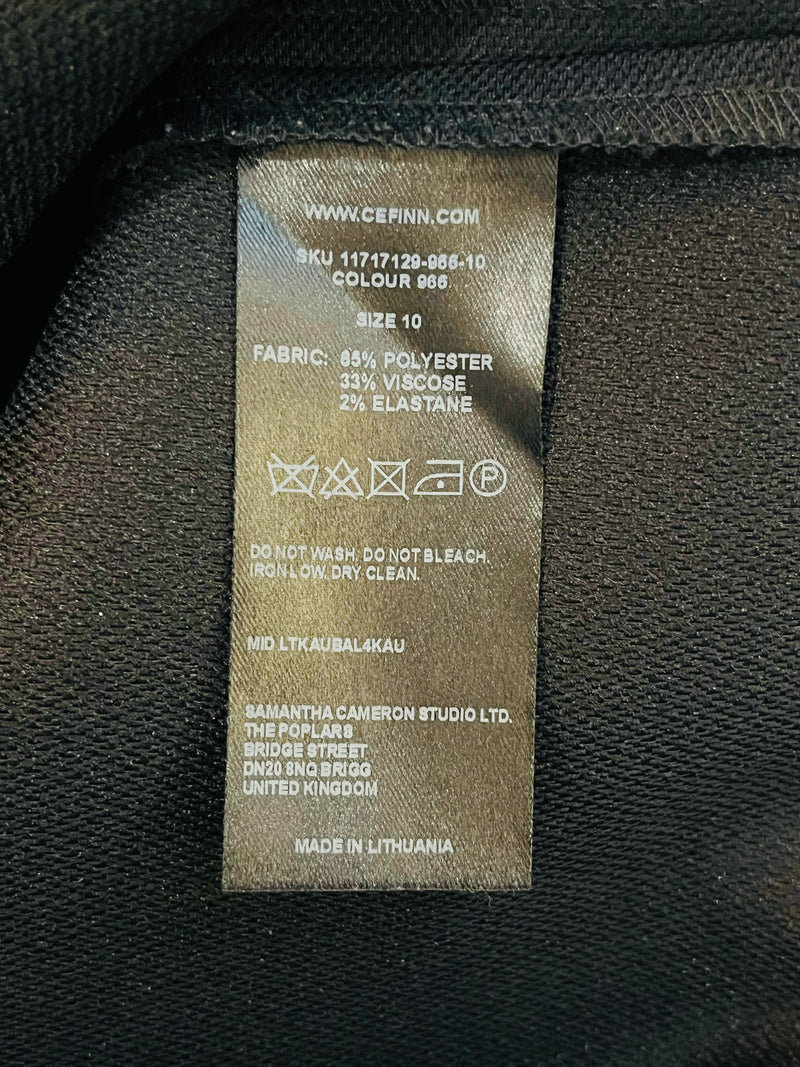 WWW.CEFINN.COM
SKU 11717129-966-10
COLOUR 966
SIZE 10
FABRIC: 65% POLYESTER
33% VISCOSE
2% ELASTANE
P
DO NOT WASH. DO NOT BLEACH.
IRON LOW. DRY CLEAN.
MID LTKAUBAL4KAU
SAMANTHA CAMERON STUDIO LTD.
THE POPLARS
BRIDGE STREET
DN20 8NQ BRIGG
UNITED KINGDOM
MADE IN LITHUANIA